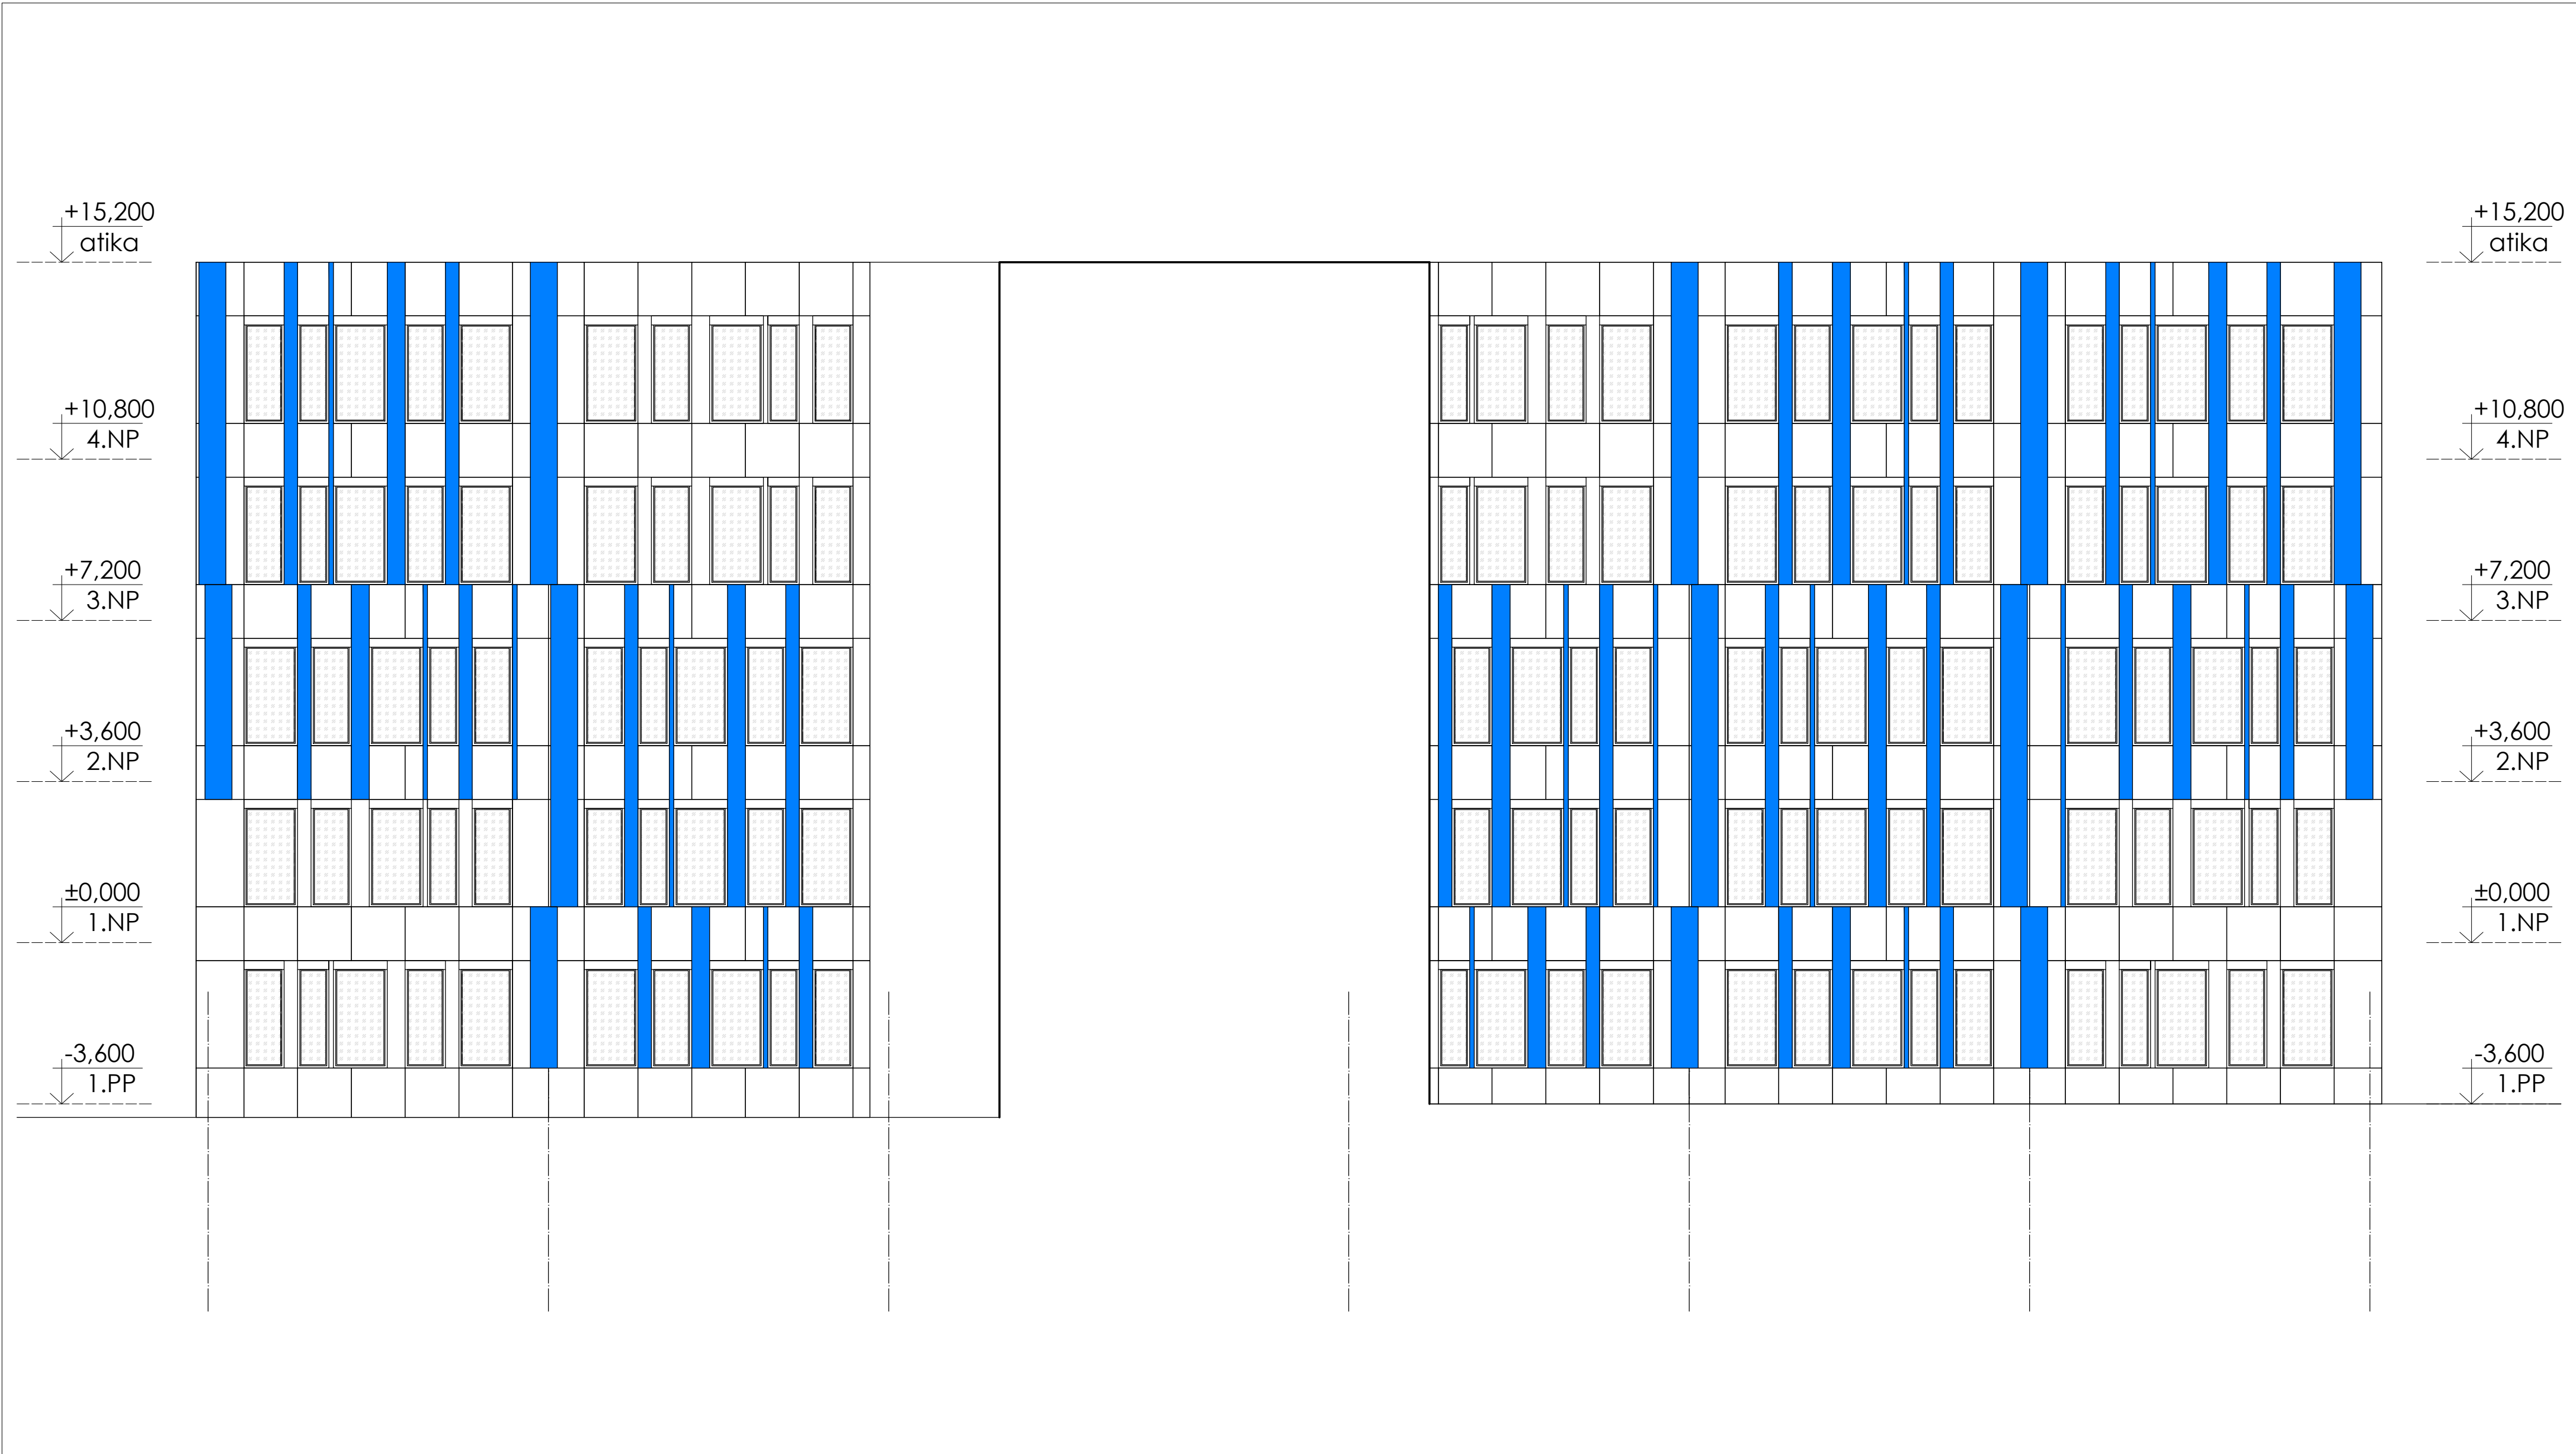 +15,200
atika
+10,800
4.NP
+7,200
3.NP
+3,600
2.NP
±0,000
1.NP
-3,600
1.PP
+15,200
atika
+10,800
4.NP
+7,200
3.NP
+3,600
2.NP
±0,000
1.NP
-3,600
1.PP